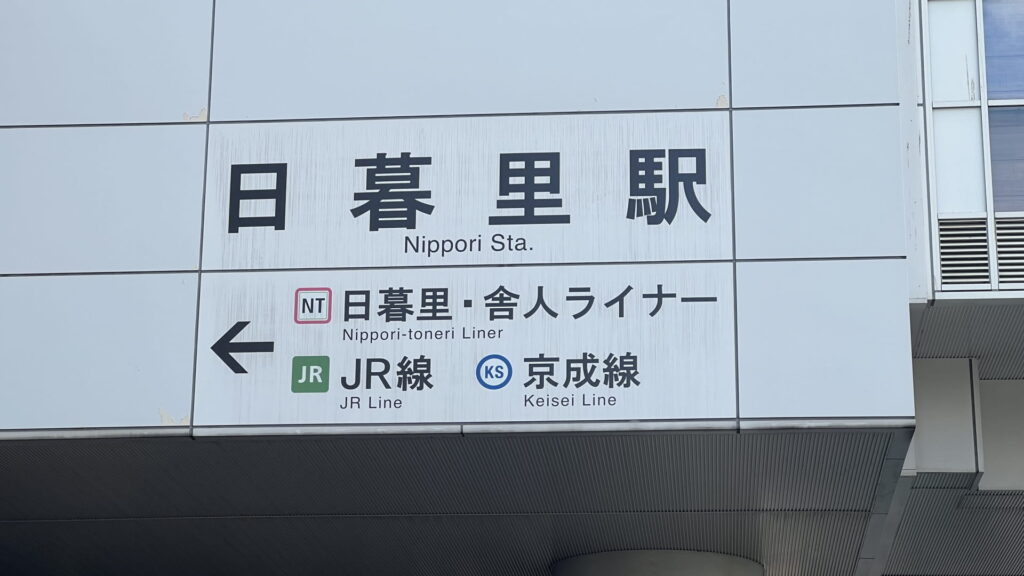 日暮里駅
Nippori Sta.
NT 日暮里・舎人ライナー
Nippori-toneri Liner
JR JR線 KS 京成線
JR Line Keisei Line